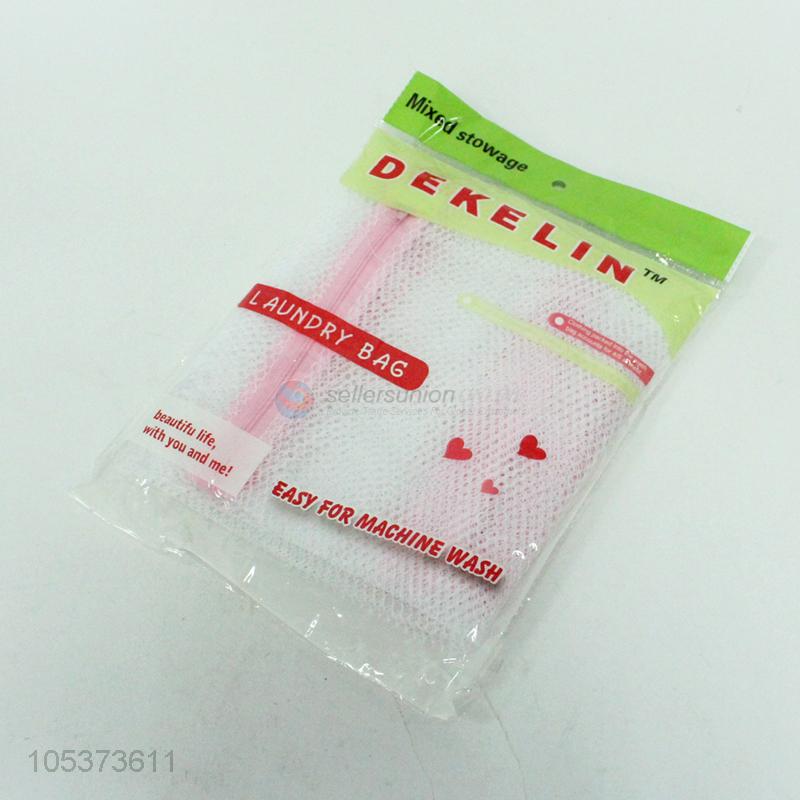 Mixed stowage
DEKELIN™
LAUNDRY BAG
sellersunion
beautifu life,
with you and me!
EASY FOR MACHINE WASH
105373611